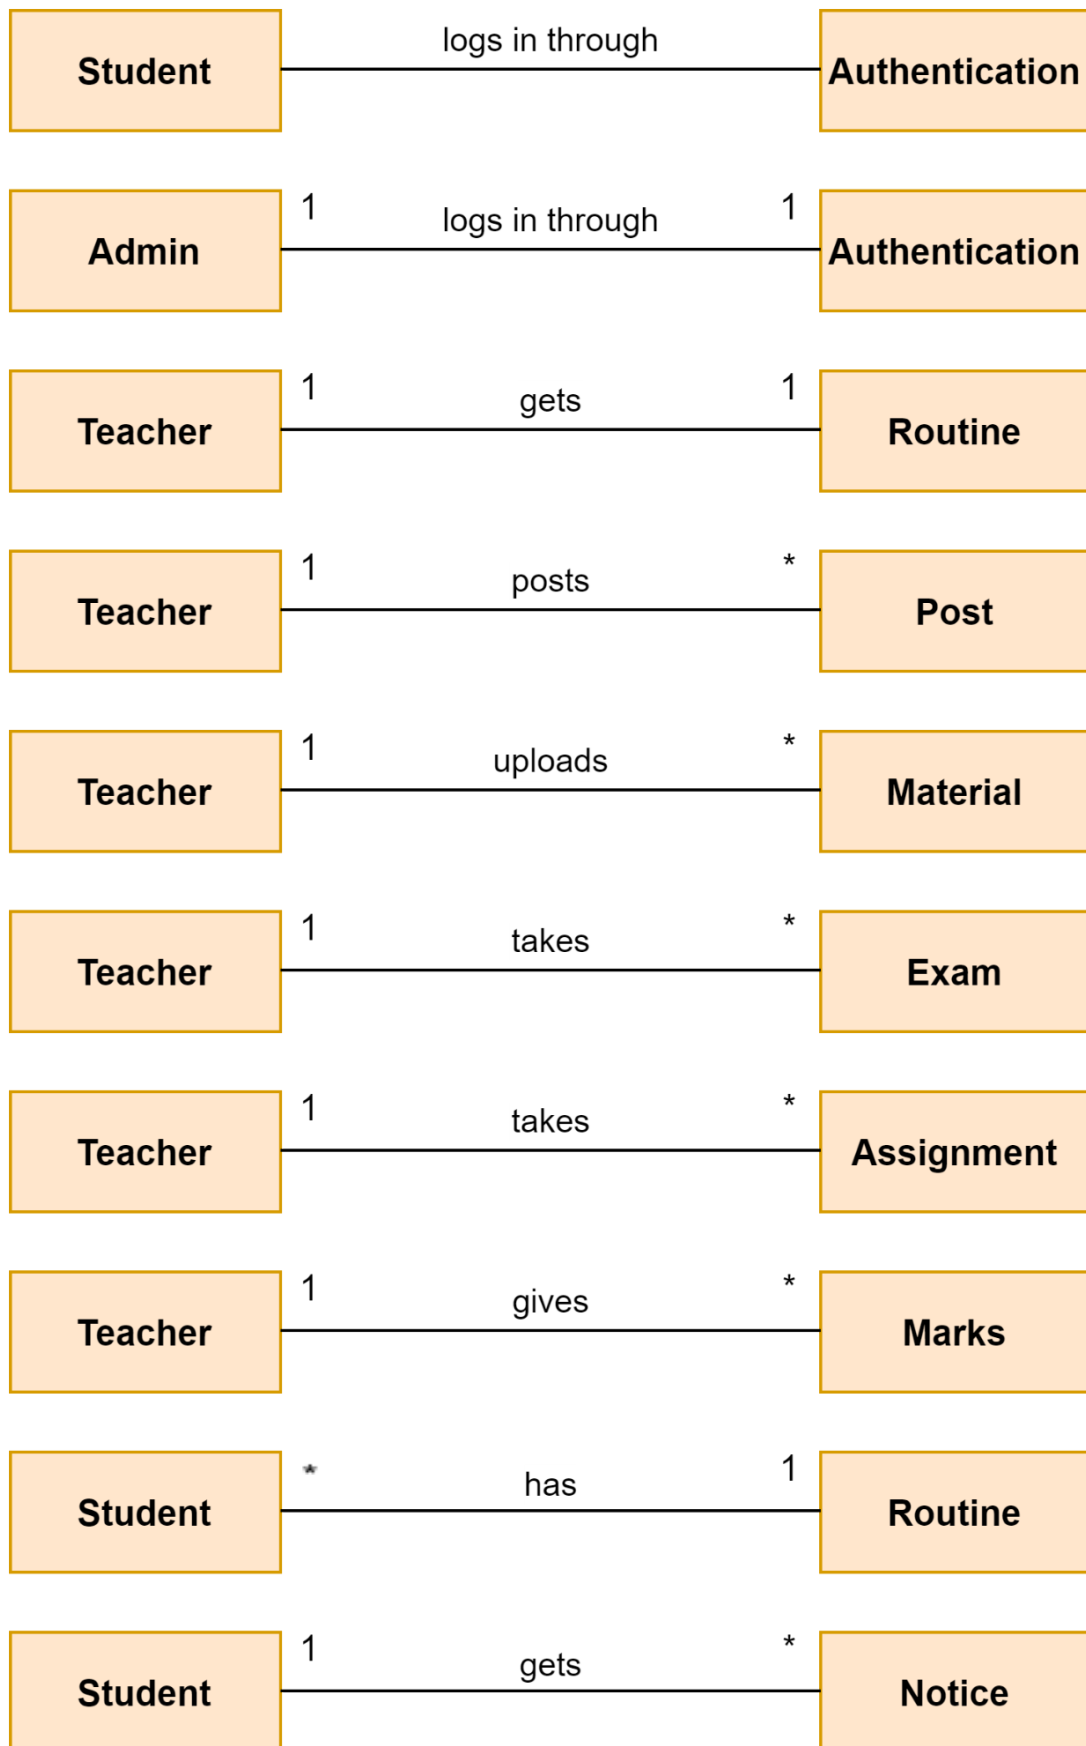 Student logs in through Authentication
Admin 1 logs in through 1 Authentication
Teacher 1 gets 1 Routine
Teacher 1 posts * Post
Teacher 1 uploads * Material
Teacher 1 takes * Exam
Teacher 1 takes * Assignment
Teacher 1 gives * Marks
Student * has 1 Routine
Student 1 gets * Notice